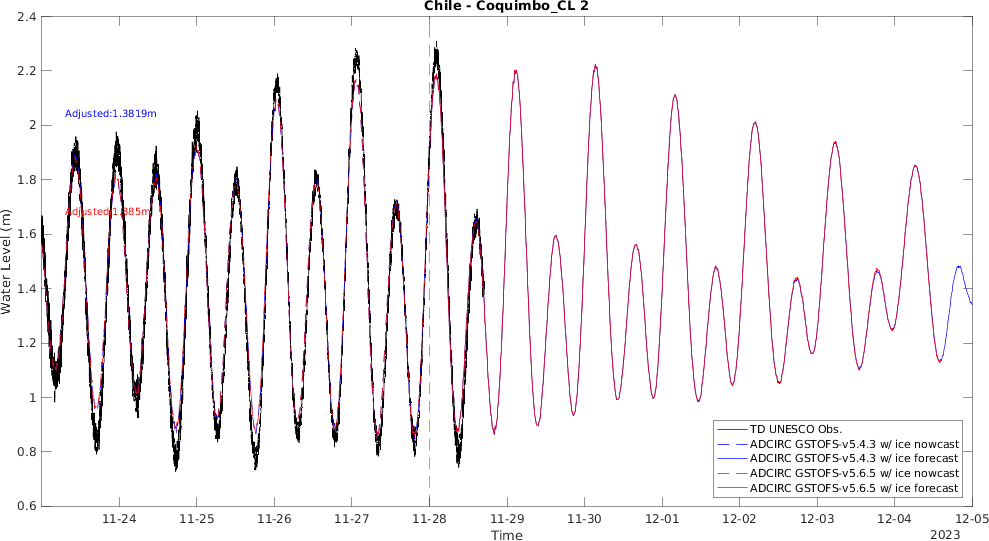 Chile - Coquimbo_CL 2
2.4
2.2
2
1.8
1.6
1.4
1.2
1
0.8
0.6
Water Level (m)
Adjusted:1.3819m
Adjusted:1.385m
TD UNESCO Obs.
ADCIRC GSTOFS-v5.4.3 w/ ice nowcast
ADCIRC GSTOFS-v5.4.3 w/ ice forecast
ADCIRC GSTOFS-v5.6.5 w/ ice nowcast
ADCIRC GSTOFS-v5.6.5 w/ ice forecast
11-24 11-25 11-26 11-27 11-28 11-29 11-30 12-01 12-02 12-03 12-04 12-05
Time
2023